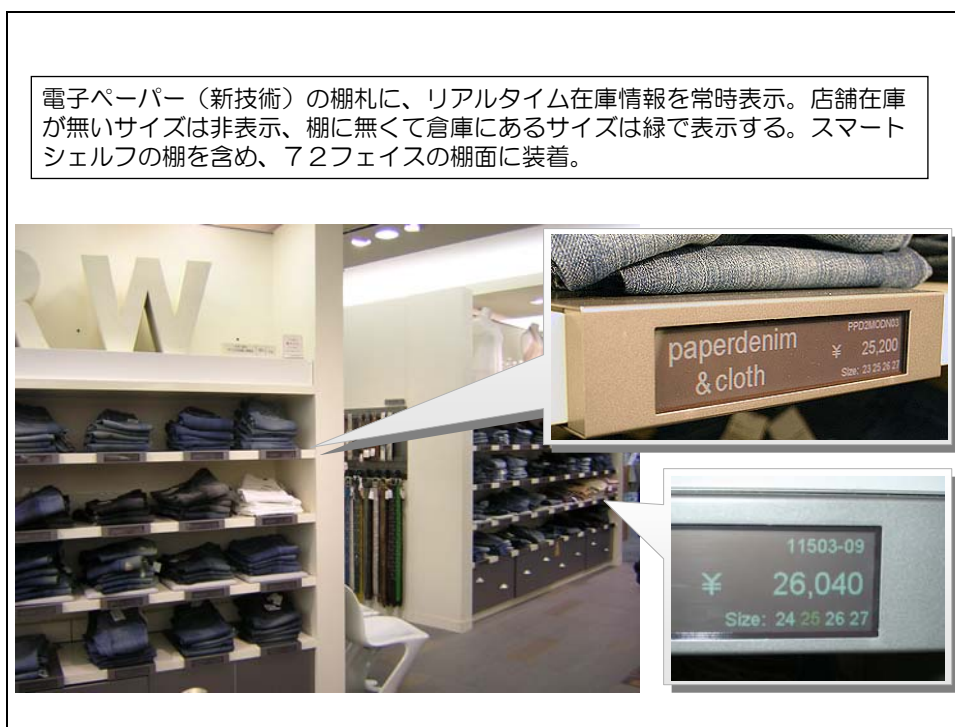 電子ペーパー（新技術）の棚札に、リアルタイム在庫情報を常時表示。店舗在庫
が無いサイズは非表示、棚に無くて倉庫にあるサイズは緑で表示する。スマート
シェルフの棚を含め、７２フェイスの棚面に装着。
RW
PPD2MODN03
paperdenim
& cloth
¥ 25,200
Size: 23 25 26 27
11503-09
¥ 26,040
Size: 24 25 26 27